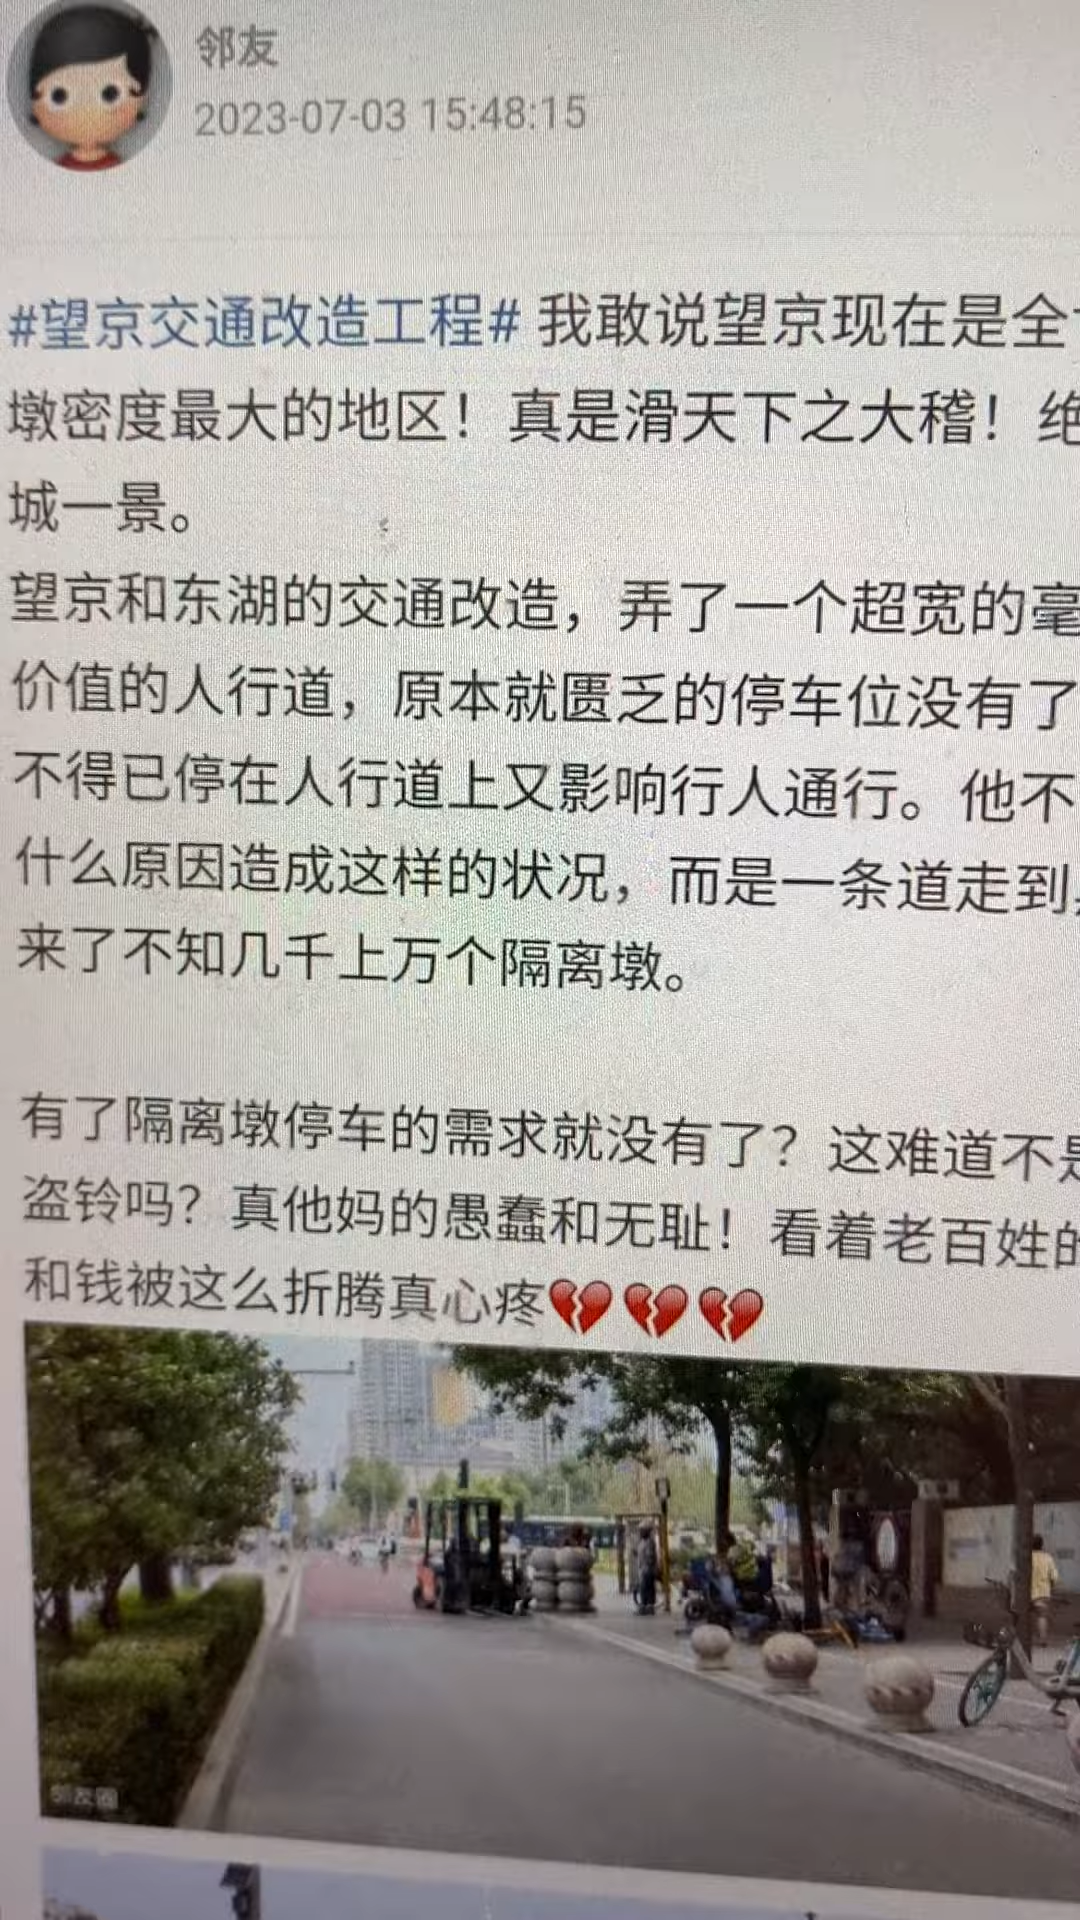 邻友
2023-07-03 15:48:15
#望京交通改造工程# 我敢说望京现在是全
墩密度最大的地区！真是滑天下之大稽！绝
城一景。
望京和东湖的交通改造，弄了一个超宽的毫
价值的人行道，原本就匮乏的停车位没有了
不得已停在人行道上又影响行人通行。他不
什么原因造成这样的状况，而是一条道走到
来了不知几千上万个隔离墩。
有了隔离墩停车的需求就没有了？这难道不是
盗铃吗？真他妈的愚蠢和无耻！看着老百姓的
和钱被这么折腾真心疼💔💔💔
邻友圈